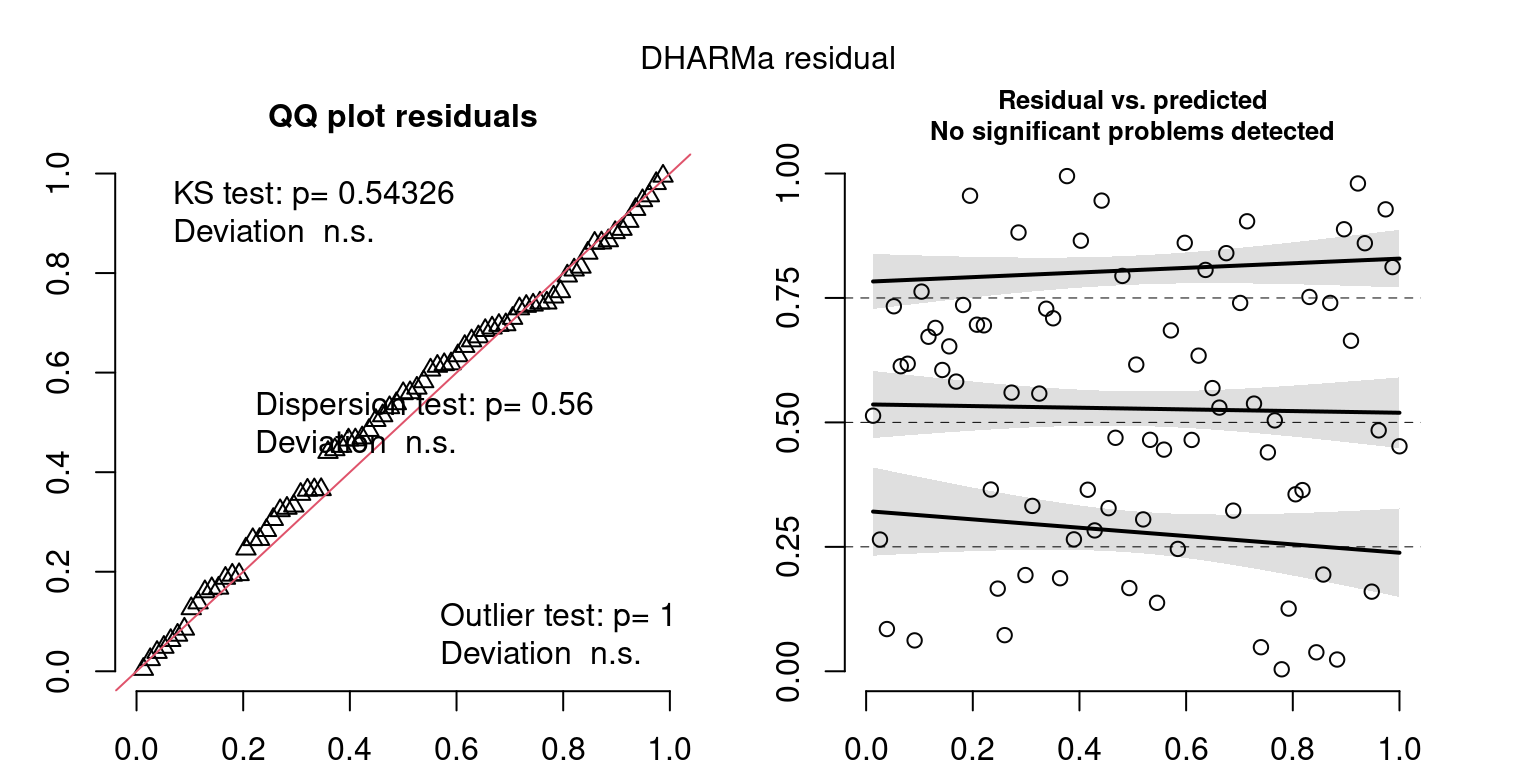 DHARMa residual
QQ plot residuals
KS test: p= 0.54326
Deviation  n.s.
Dispersion test: p= 0.56
Deviation  n.s.
Outlier test: p= 1
Deviation  n.s.
1.0
0.8
0.6
0.4
0.2
0.0
0.0 0.2 0.4 0.6 0.8 1.0
Residual vs. predicted
No significant problems detected
1.00
0.75
0.50
0.25
0.00
0.0 0.2 0.4 0.6 0.8 1.0